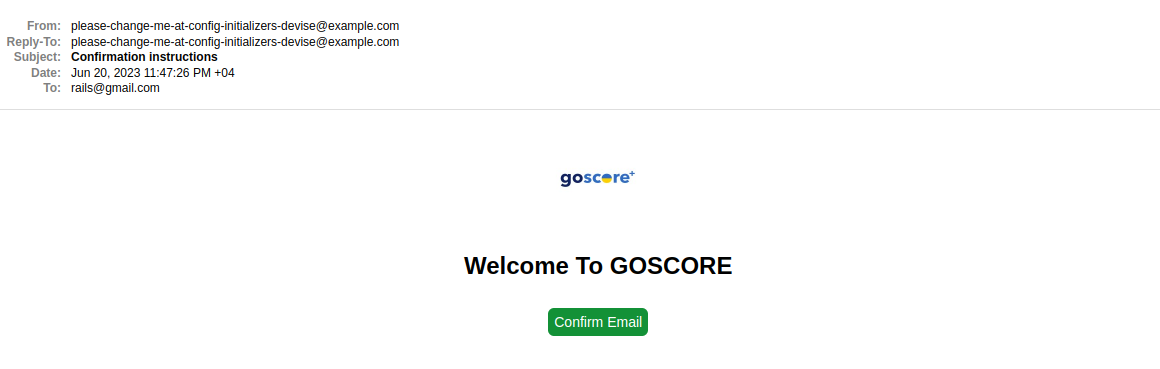 From: please-change-me-at-config-initializers-devise@example.com
Reply-To: please-change-me-at-config-initializers-devise@example.com
Subject: Confirmation instructions
Date: Jun 20, 2023 11:47:26 PM +04
To: rails@gmail.com
goscore+
Welcome To GOSCORE
Confirm Email